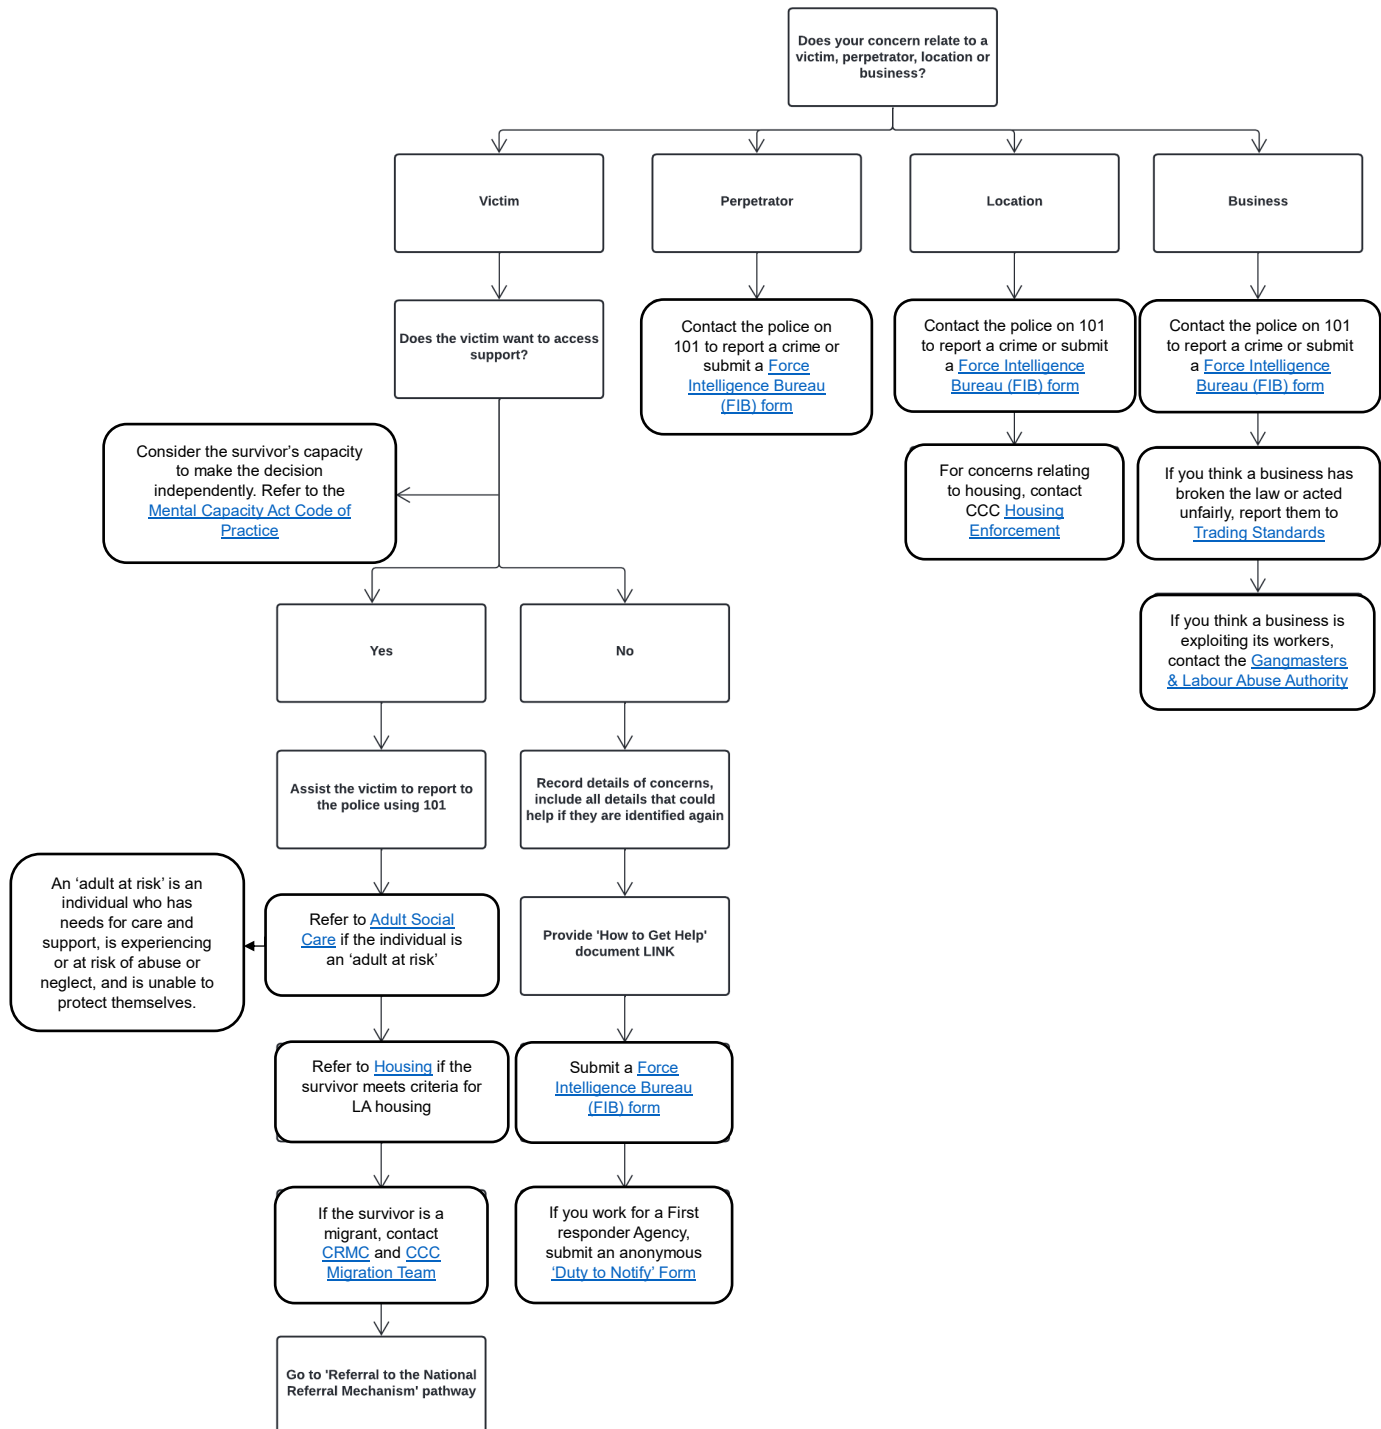 Does your concern relate to a
victim, perpetrator, location or
business?
Victim
Perpetrator
Location
Business
Does the victim want to access
support?
Contact the police on
101 to report a crime or
submit a Force
Intelligence Bureau
(FIB) form
Contact the police on 101
to report a crime or submit
a Force Intelligence
Bureau (FIB) form
Contact the police on 101
to report a crime or submit
a Force Intelligence
Bureau (FIB) form
Consider the survivor’s capacity
to make the decision
independently. Refer to the
Mental Capacity Act Code of
Practice
For concerns relating
to housing, contact
CCC Housing
Enforcement
If you think a business has
broken the law or acted
unfairly, report them to
Trading Standards
If you think a business is
exploiting its workers,
contact the Gangmasters
& Labour Abuse Authority
Yes
No
Assist the victim to report to
the police using 101
Record details of concerns,
include all details that could
help if they are identified again
An ‘adult at risk’ is an
individual who has
needs for care and
support, is experiencing
or at risk of abuse or
neglect, and is unable to
protect themselves.
Refer to Adult Social
Care if the individual is
an ‘adult at risk’
Provide 'How to Get Help'
document LINK
Refer to Housing if the
survivor meets criteria for
LA housing
Submit a Force
Intelligence Bureau
(FIB) form
If the survivor is a
migrant, contact
CRMC and CCC
Migration Team
If you work for a First
responder Agency,
submit an anonymous
‘Duty to Notify’ Form
Go to 'Referral to the National
Referral Mechanism' pathway